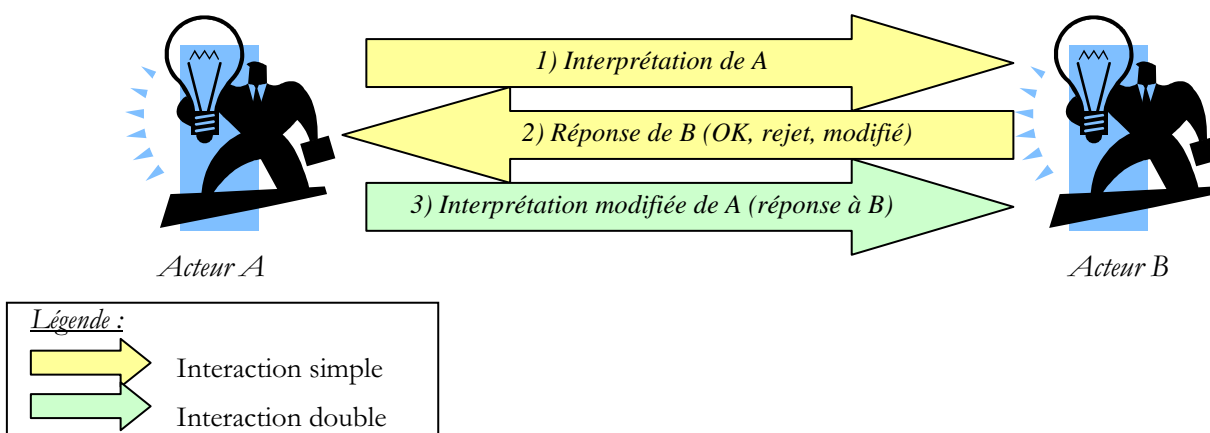 1) Interprétation de A
2) Réponse de B (OK, rejet, modifié)
3) Interprétation modifiée de A (réponse à B)
Acteur A
Acteur B
Légende :
Interaction simple
Interaction double